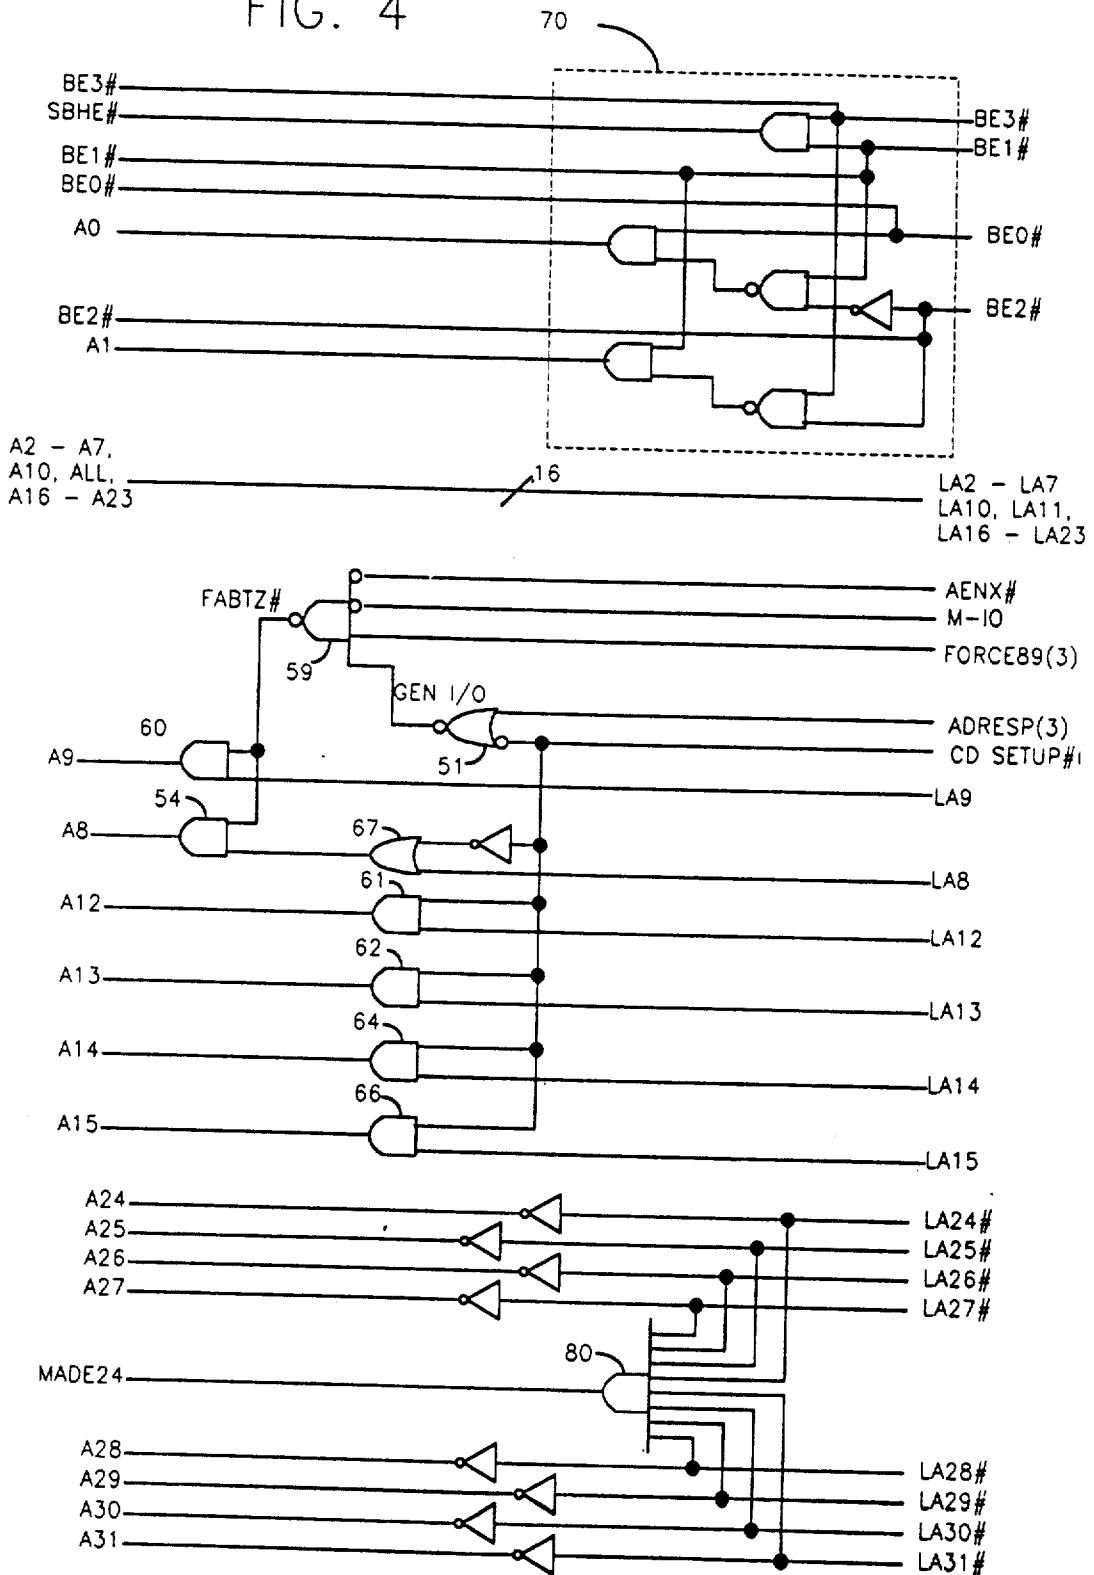 FIG. 4
70
BE3#
SBHE#
BE3#
BE1#
BE1#
BE0#
A0
BE0#
BE2#
BE2#
A1
A2 - A7,
A10, ALL,
A16 - A23
16
LA2 - LA7
LA10, LA11,
LA16 - LA23
FABTZ#
AENX#
M-IO
59
FORCE89(3)
GEN I/O
ADRESP(3)
60
51
CD SETUP#
A9
LA9
54
A8
67
LA8
61
A12
LA12
62
A13
LA13
64
A14
LA14
66
A15
LA15
A24
LA24#
A25
LA25#
A26
LA26#
A27
LA27#
80
MADE24
A28
LA28#
A29
LA29#
A30
LA30#
A31
LA31#